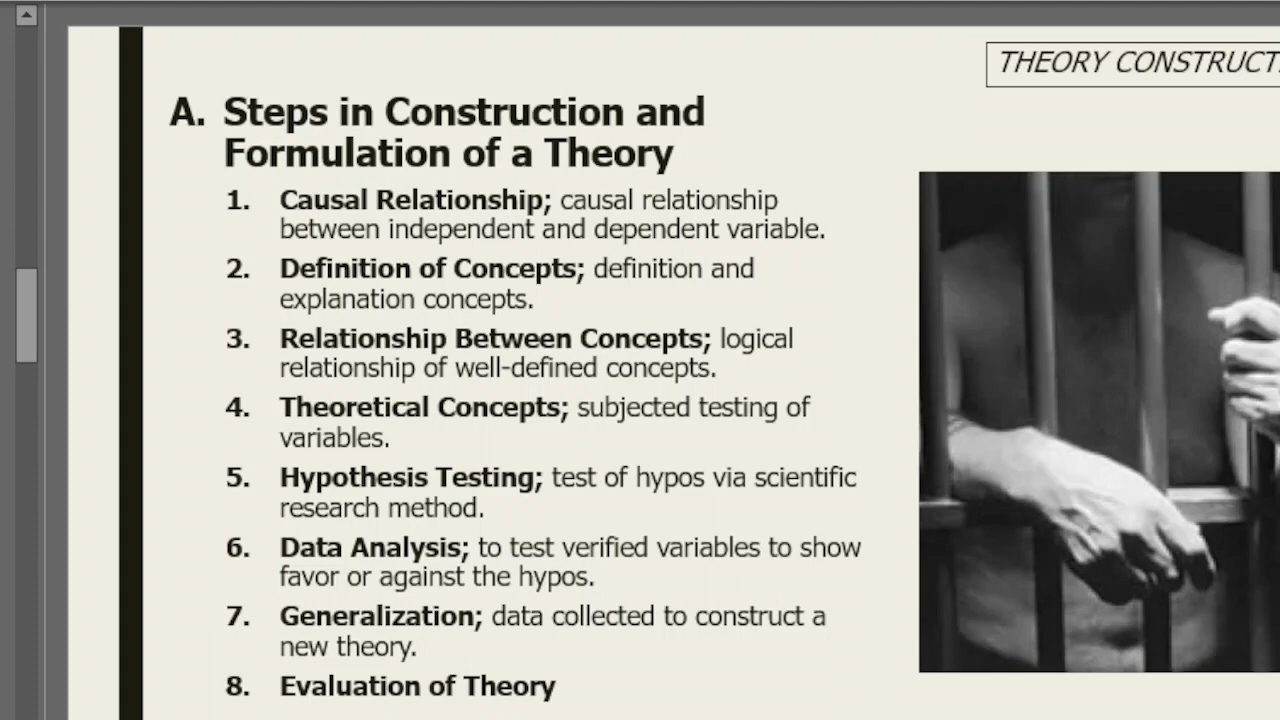 THEORY CONSTRUCT
A. Steps in Construction and
Formulation of a Theory
1. Causal Relationship; causal relationship
between independent and dependent variable.
2. Definition of Concepts; definition and
explanation concepts.
3. Relationship Between Concepts; logical
relationship of well-defined concepts.
4. Theoretical Concepts; subjected testing of
variables.
5. Hypothesis Testing; test of hypos via scientific
research method.
6. Data Analysis; to test verified variables to show
favor or against the hypos.
7. Generalization; data collected to construct a
new theory.
8. Evaluation of Theory